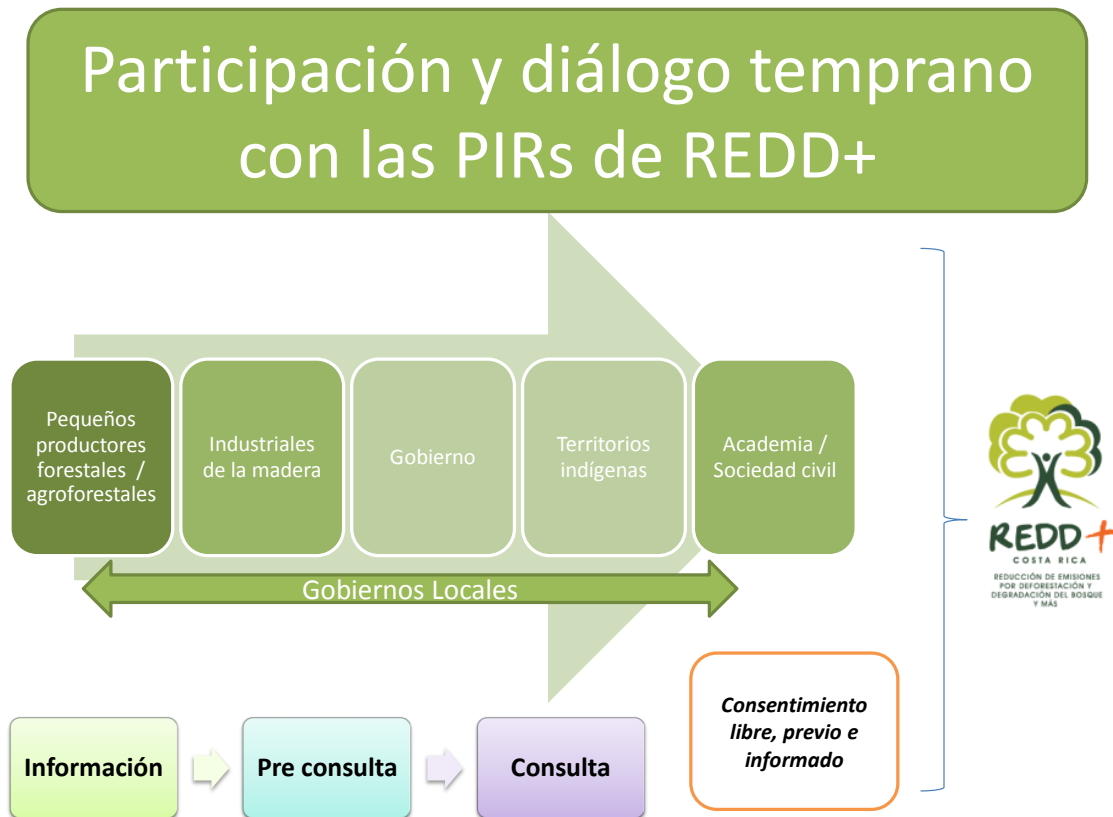 Participación y diálogo temprano
con las PIRs de REDD+
Pequeños
productores
forestales /
agroforestales
Industriales
de la madera
Gobierno
Territorios
indígenas
Academia /
Sociedad civil
Gobiernos Locales
REDD+
COSTA RICA
REDUCCIÓN DE EMISIONES
POR DEFORESTACIÓN Y
DEGRADACIÓN DEL BOSQUE
Y MÁS
Información
Pre consulta
Consulta
Consentimiento
libre, previo e
informado